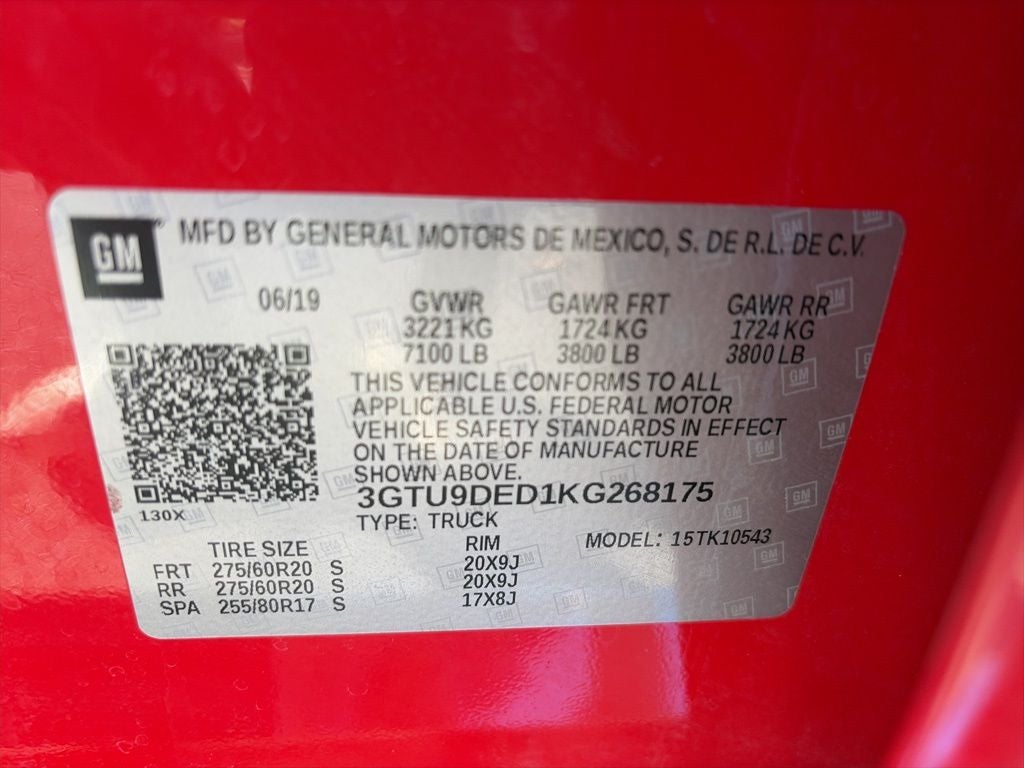 GM MFD BY GENERAL MOTORS DE MEXICO, S. DE R.L. DE C.V.
06/19 GVWR GAWR FRT GAWR RR
3221 KG 1724 KG 1724 KG
7100 LB 3800 LB 3800 LB
THIS VEHICLE CONFORMS TO ALL
APPLICABLE U.S. FEDERAL MOTOR
VEHICLE SAFETY STANDARDS IN EFFECT
ON THE DATE OF MANUFACTURE
SHOWN ABOVE.
3GTU9DED1KG268175
130X
TYPE: TRUCK
MODEL: 15TK10543
TIRE SIZE RIM
FRT 275/60R20 S 20X9J
RR 275/60R20 S 20X9J
SPA 255/80R17 S 17X8J